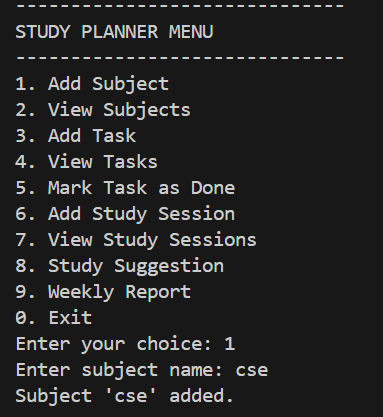 ------------------------------
STUDY PLANNER MENU
------------------------------
1. Add Subject
2. View Subjects
3. Add Task
4. View Tasks
5. Mark Task as Done
6. Add Study Session
7. View Study Sessions
8. Study Suggestion
9. Weekly Report
0. Exit
Enter your choice: 1
Enter subject name: cse
Subject 'cse' added.